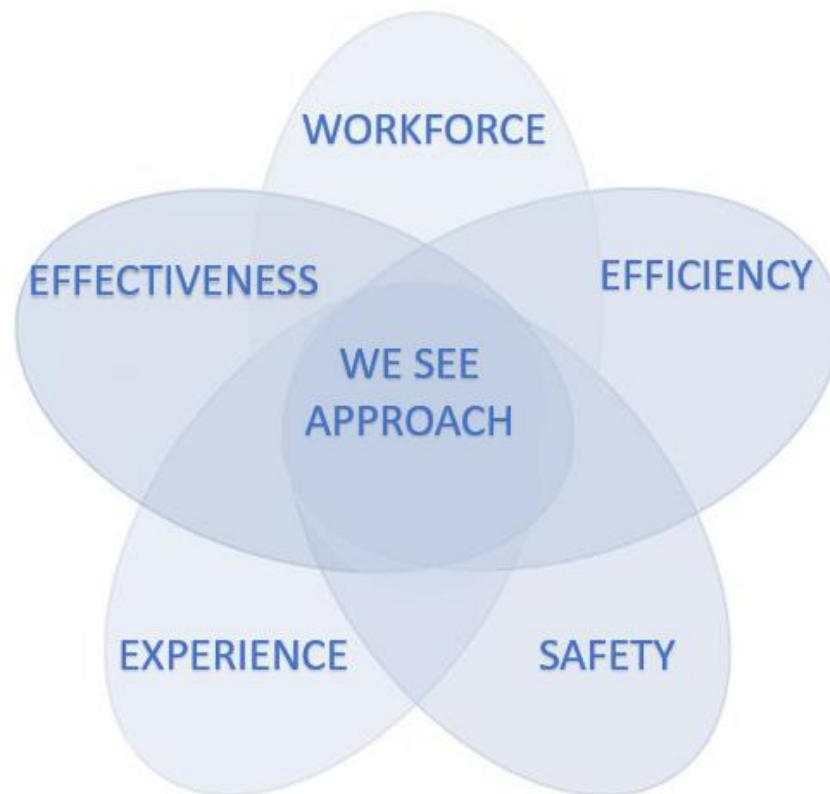 WORKFORCE
EFFECTIVENESS
EFFICIENCY
WE SEE
APPROACH
EXPERIENCE
SAFETY